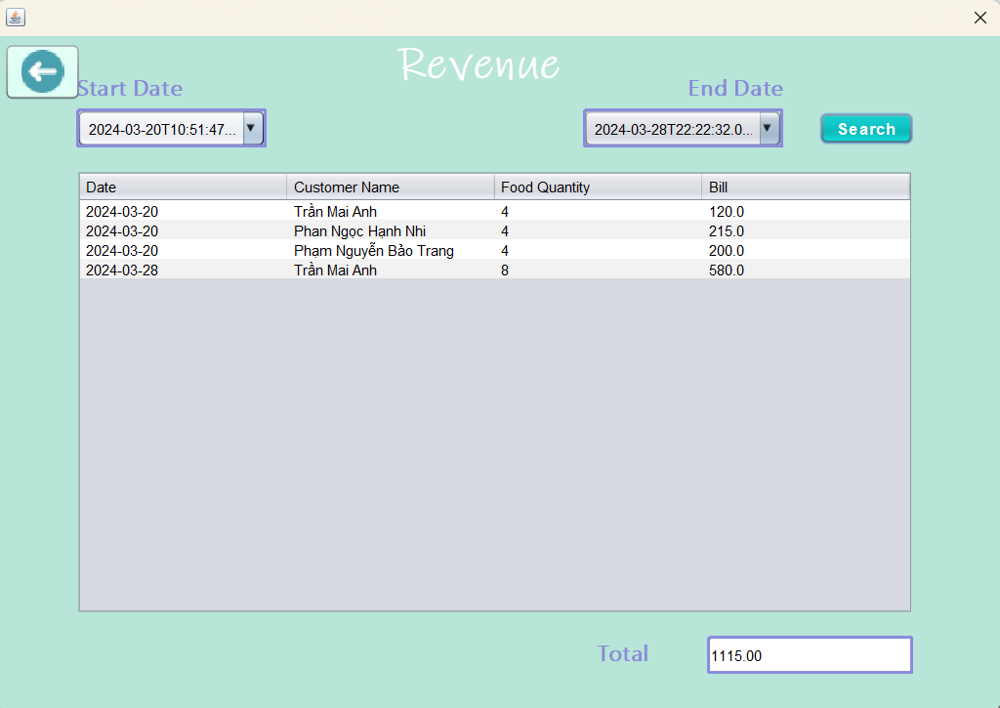 Revenue
Start Date
End Date
2024-03-20T10:51:47...
2024-03-28T22:22:32.0...
Search
Date Customer Name Food Quantity Bill
2024-03-20 Trần Mai Anh 4 120.0
2024-03-20 Phan Ngọc Hạnh Nhi 4 215.0
2024-03-20 Phạm Nguyễn Bảo Trang 4 200.0
2024-03-28 Trần Mai Anh 8 580.0
Total 1115.00